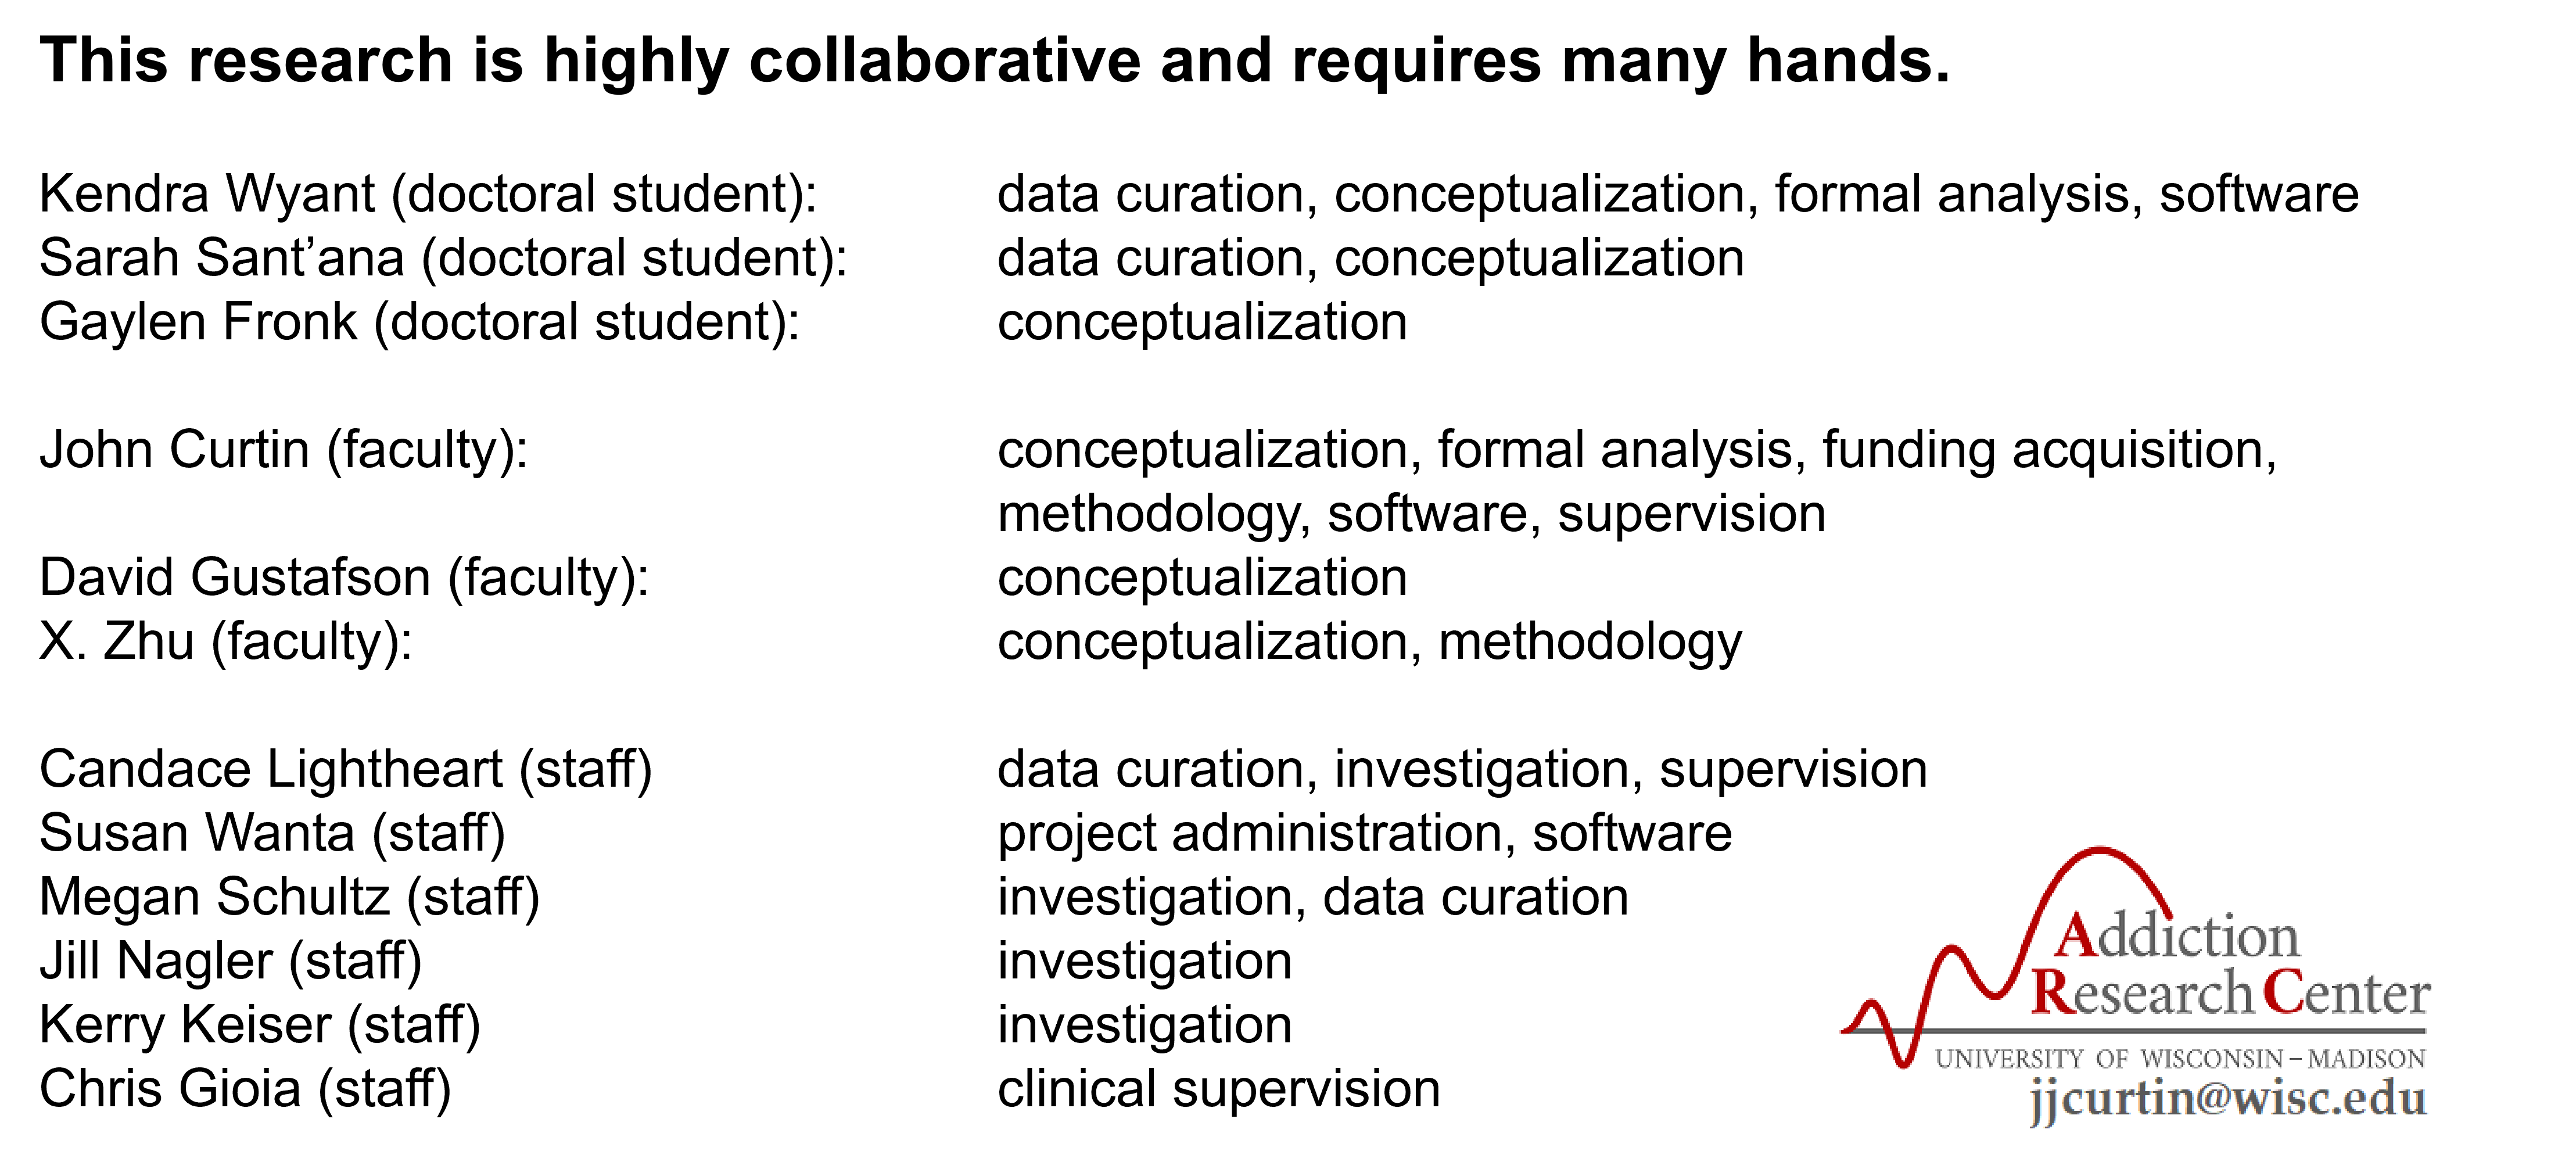 This research is highly collaborative and requires many hands.
Kendra Wyant (doctoral student): data curation, conceptualization, formal analysis, software
Sarah Sant’ana (doctoral student): data curation, conceptualization
Gaylen Fronk (doctoral student): conceptualization
John Curtin (faculty): conceptualization, formal analysis, funding acquisition,
methodology, software, supervision
David Gustafson (faculty): conceptualization
X. Zhu (faculty): conceptualization, methodology
Candace Lightheart (staff) data curation, investigation, supervision
Susan Wanta (staff) project administration, software
Megan Schultz (staff) investigation, data curation
Jill Nagler (staff) investigation
Kerry Keiser (staff) investigation
Chris Gioia (staff) clinical supervision
Addiction
Research Center
UNIVERSITY OF WISCONSIN–MADISON
jjcurtin@wisc.edu